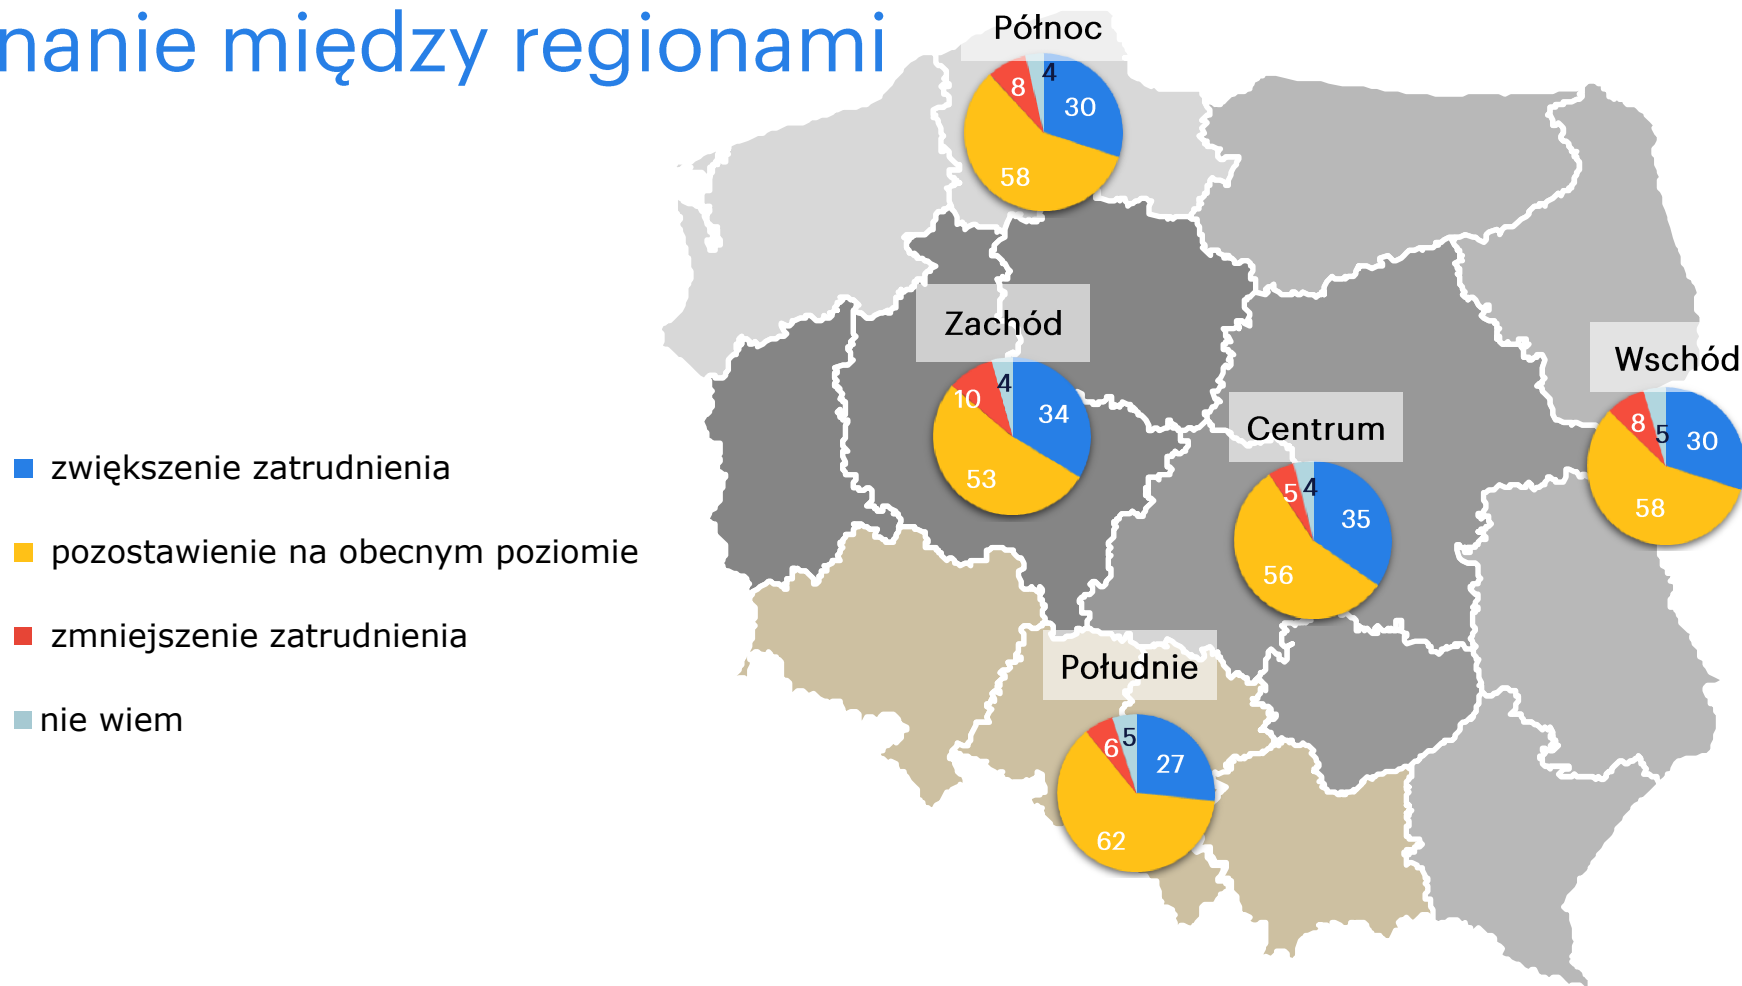 nanie między regionami
Północ
4
8
30
58
Zachód
4
10
34
53
Wschód
8
5
30
58
Centrum
5
4
35
56
zwiększenie zatrudnienia
pozostawienie na obecnym poziomie
zmniejszenie zatrudnienia
nie wiem
Południe
5
6
27
62